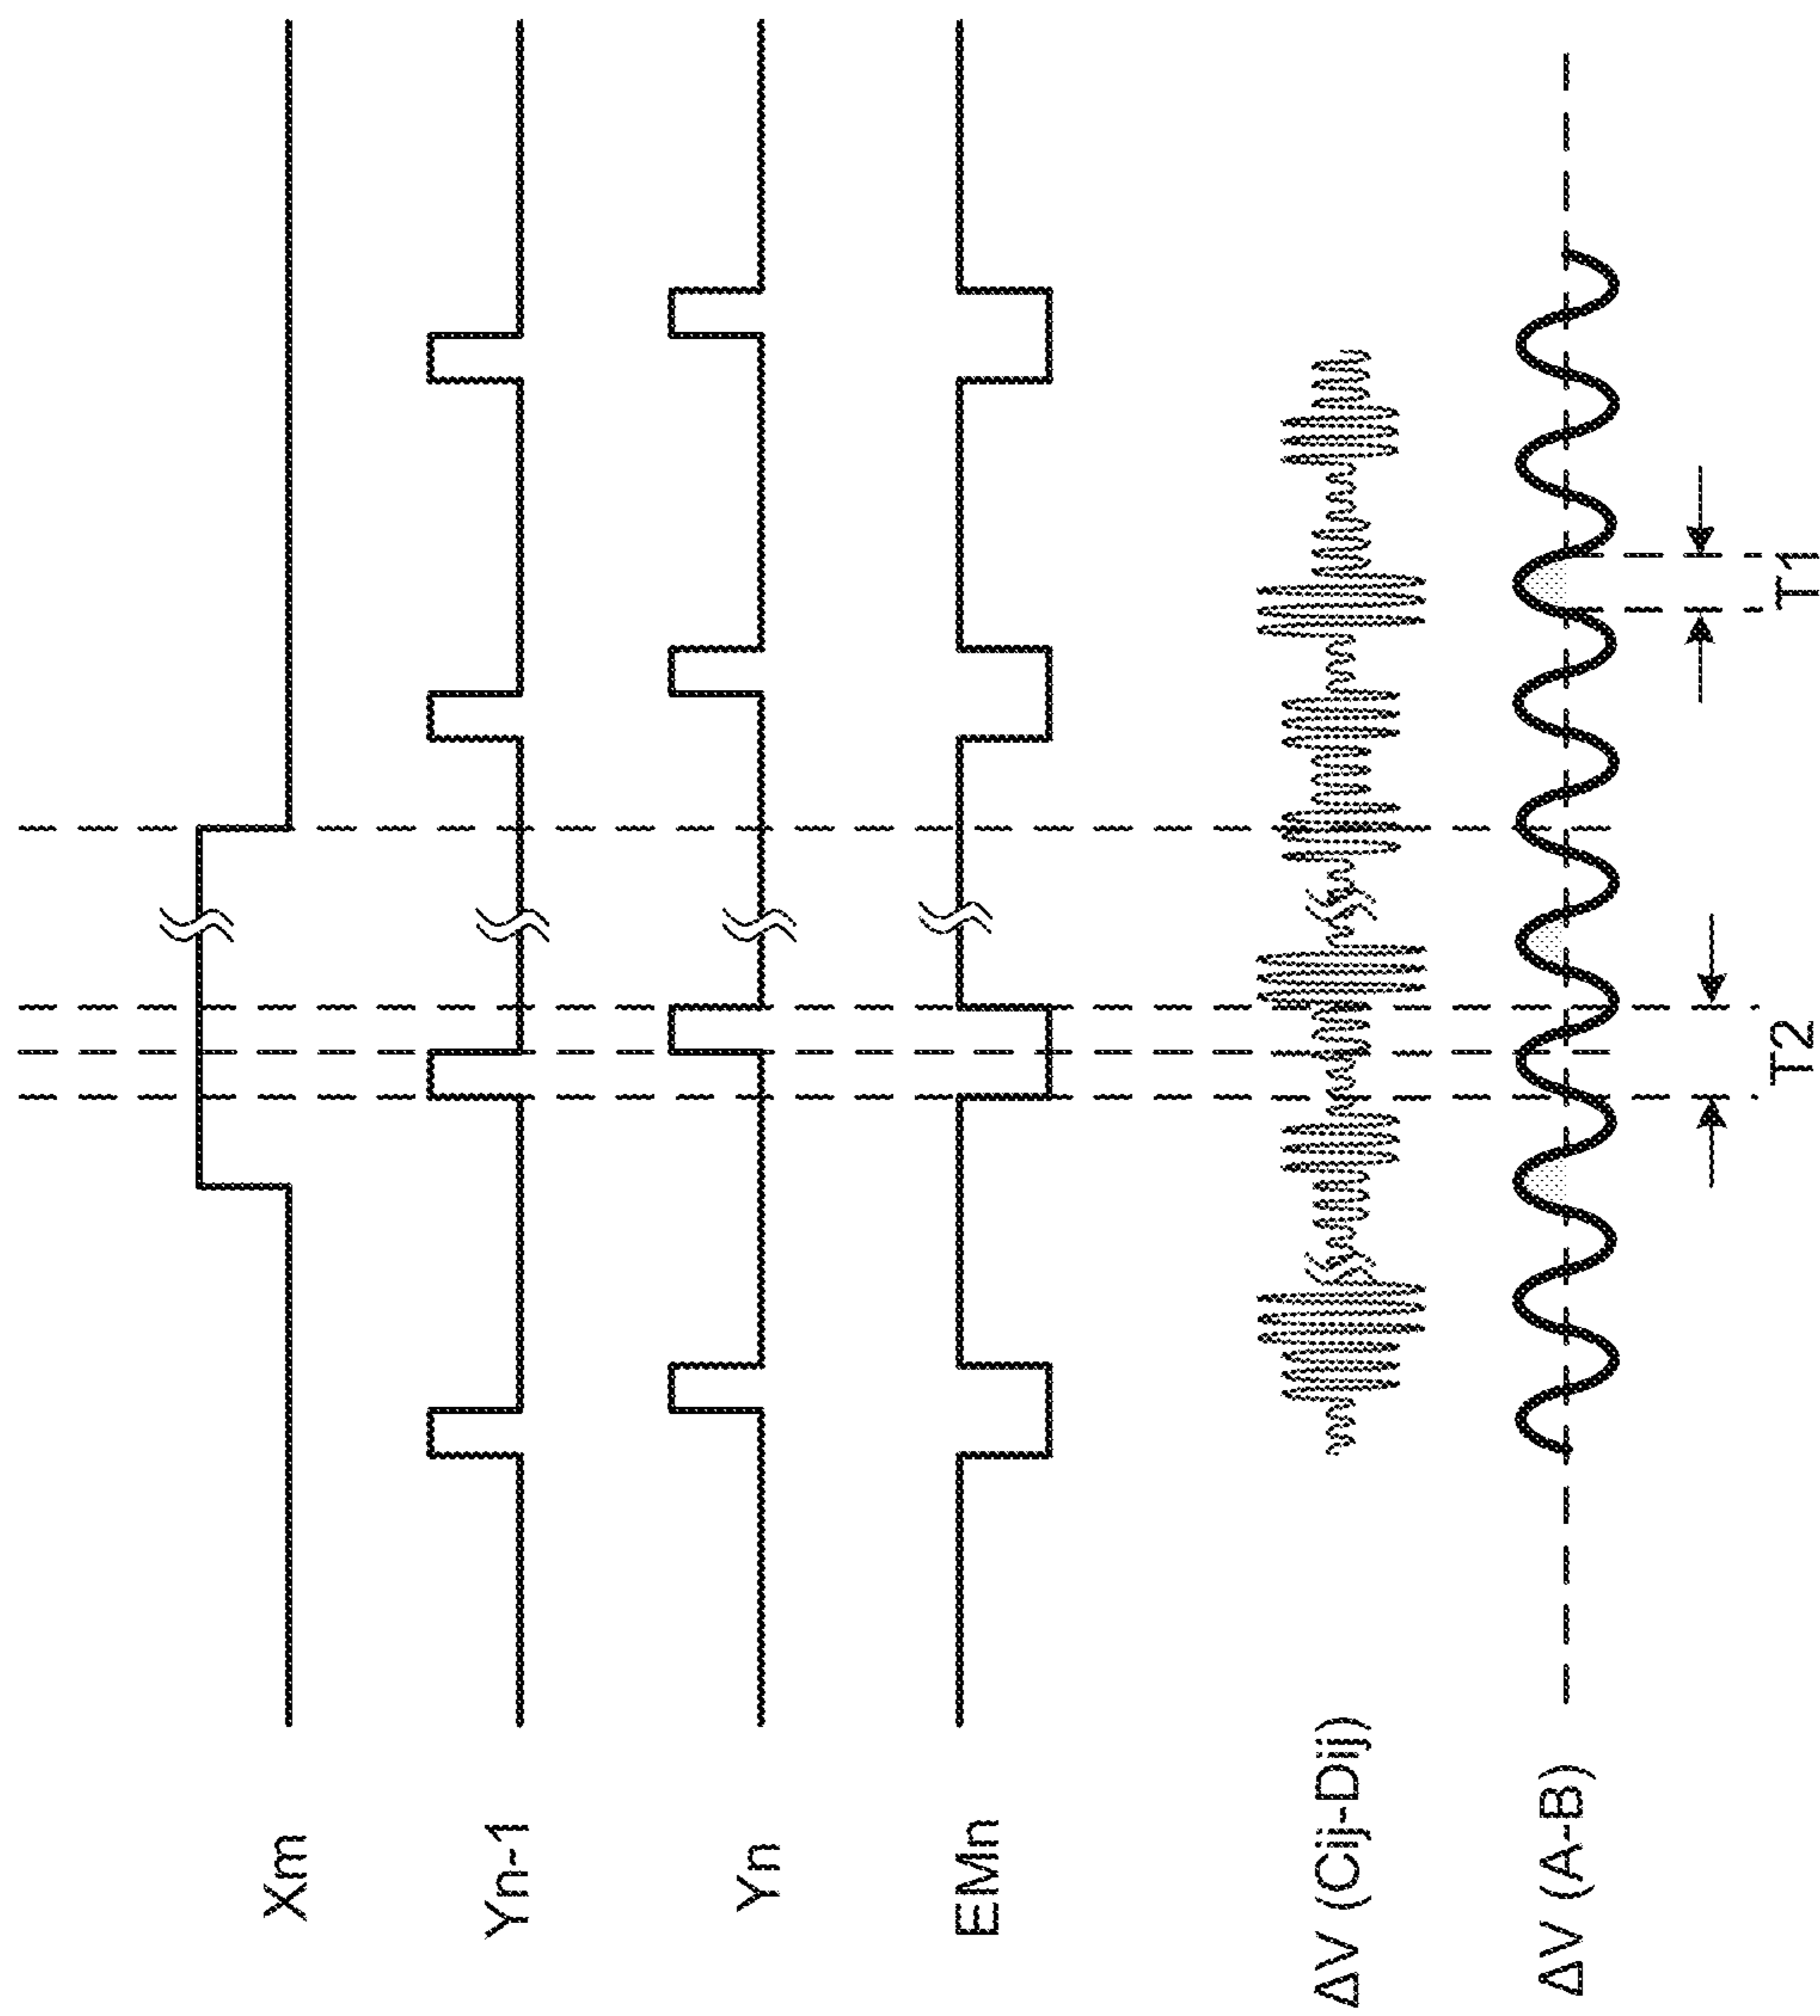 Xm
Yn-1
Yn
EMn
ΔV (Cij-Dij)
ΔV (A-B)
T2
T1